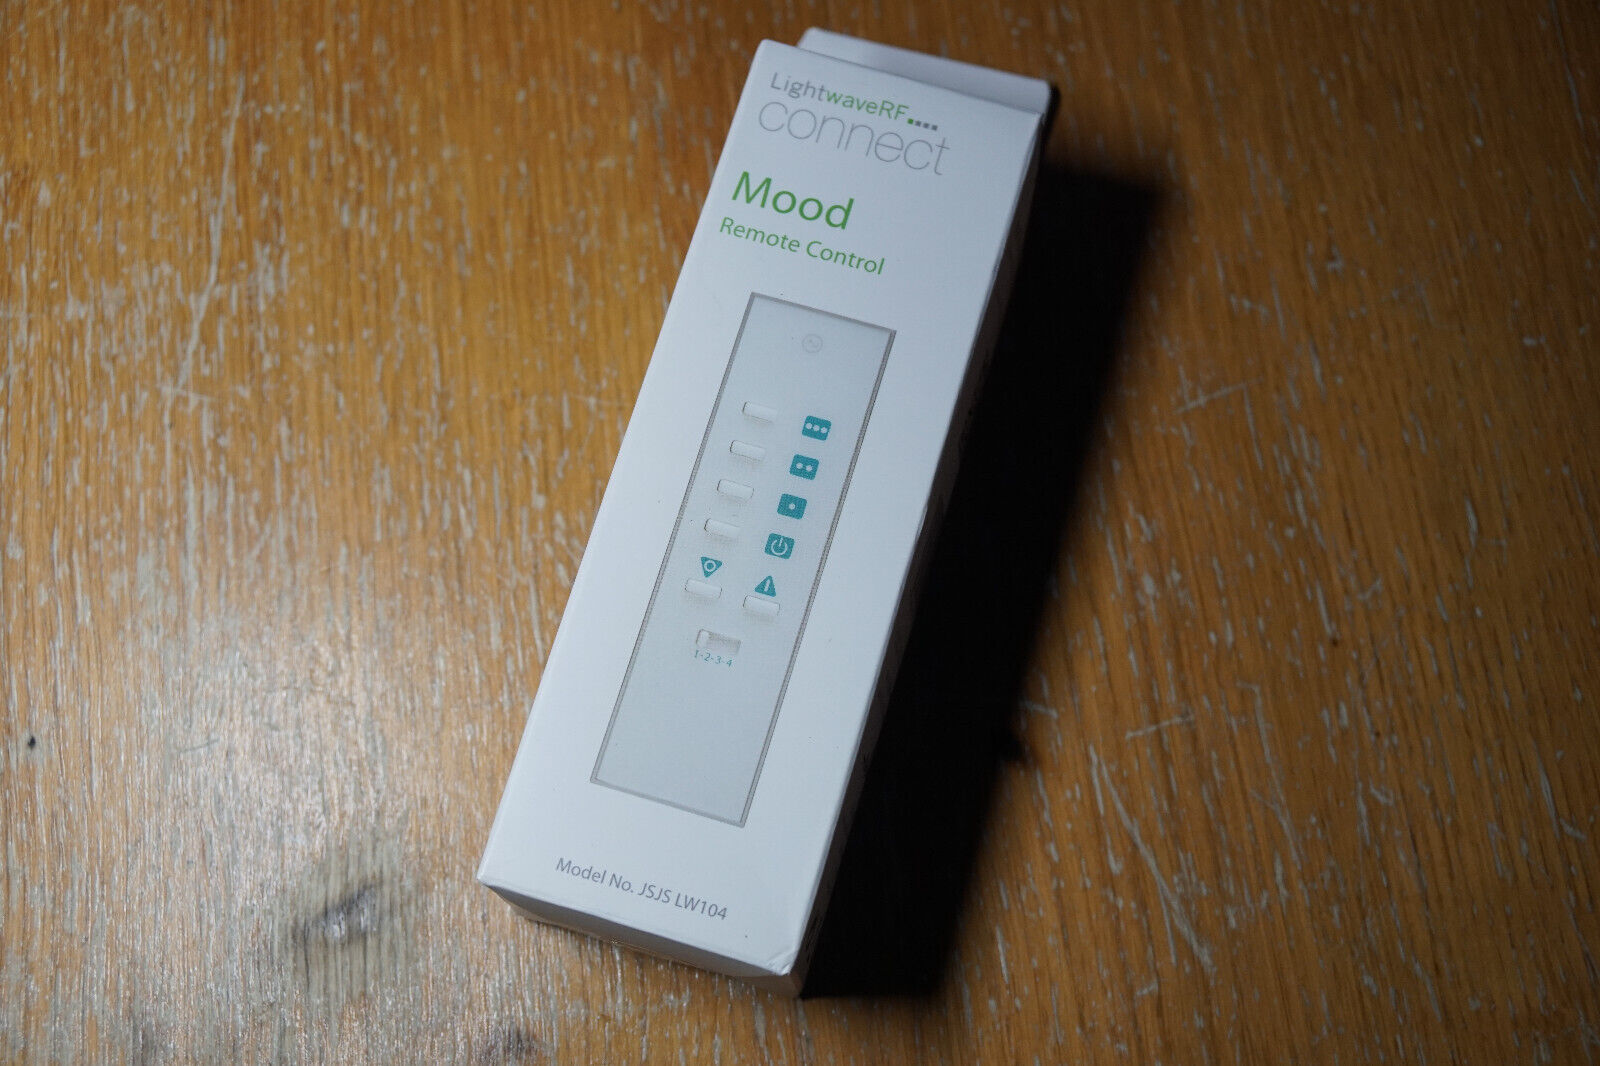 LightwaveRF
connect
Mood
Remote Control
1-2-3-4
Model No. JSJS LW104